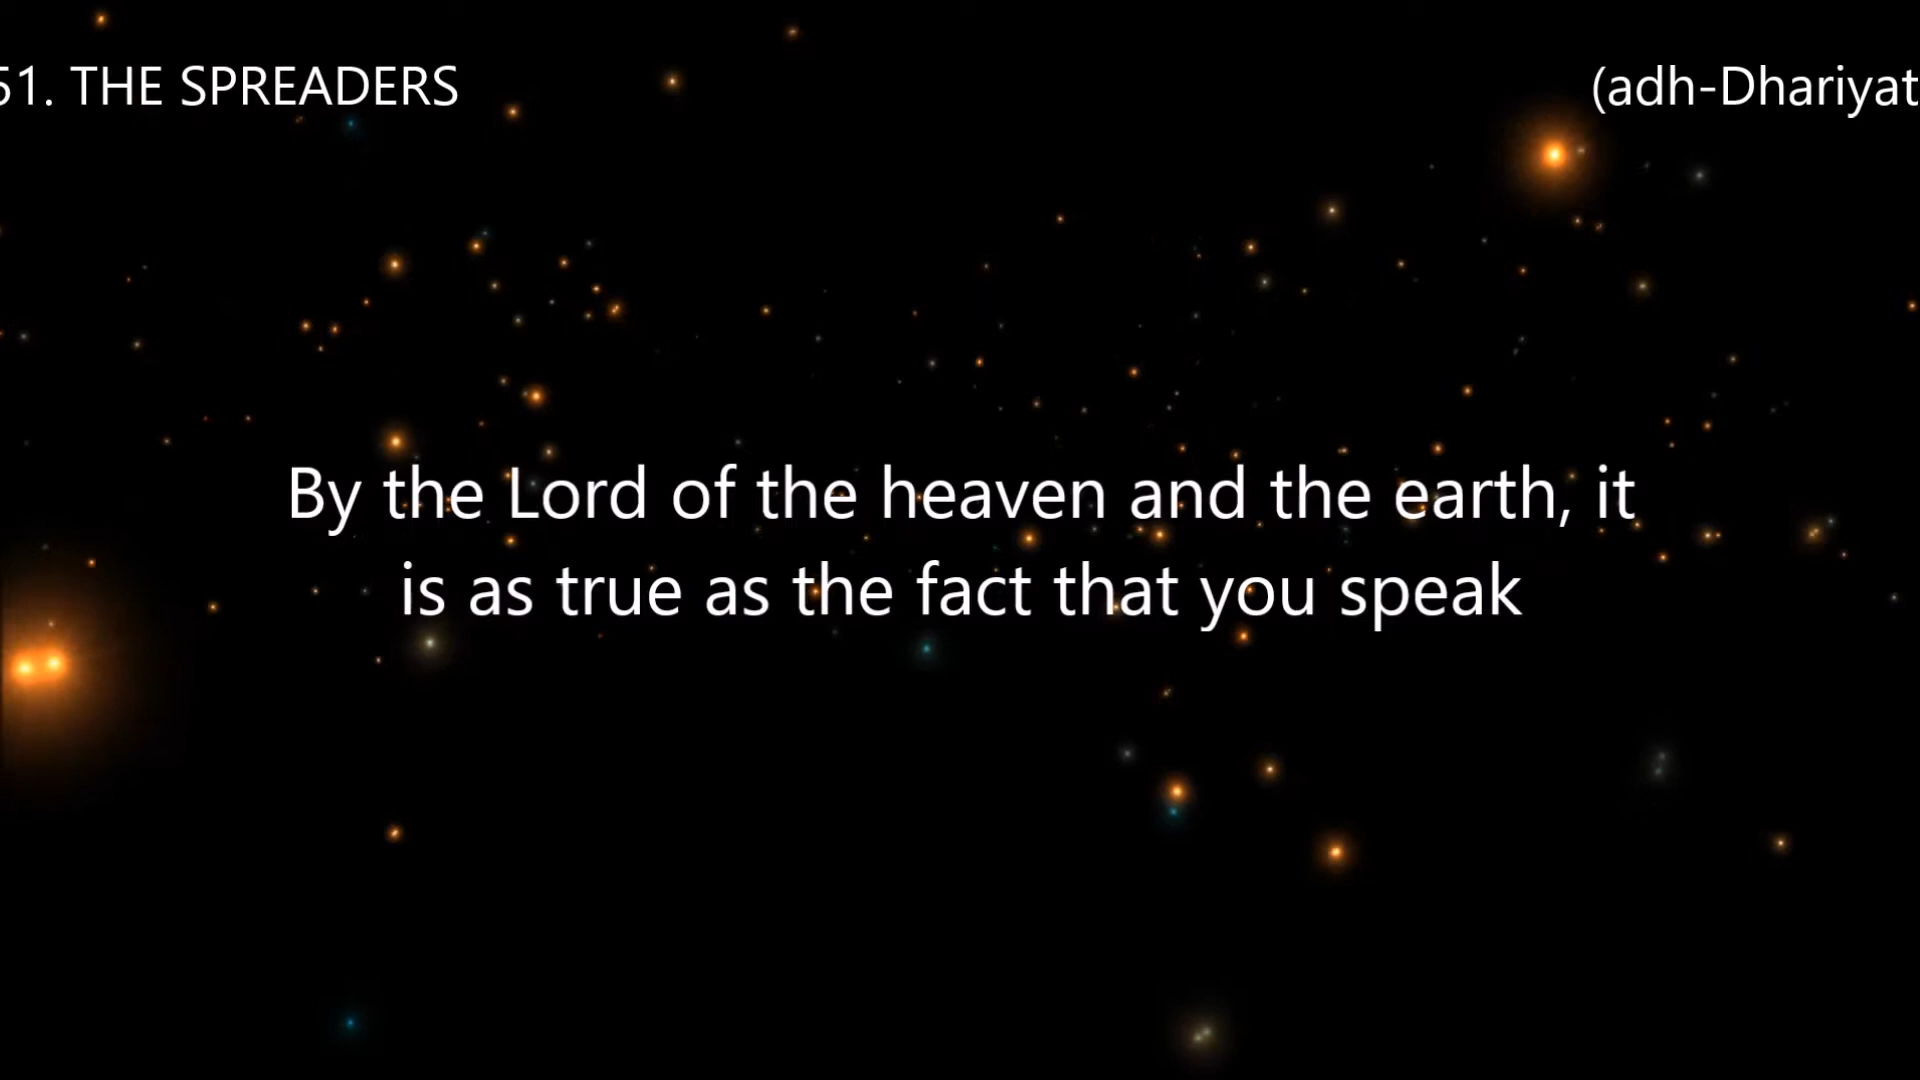 51. THE SPREADERS
(adh-Dhariyat
By the Lord of the heaven and the earth, it
is as true as the fact that you speak